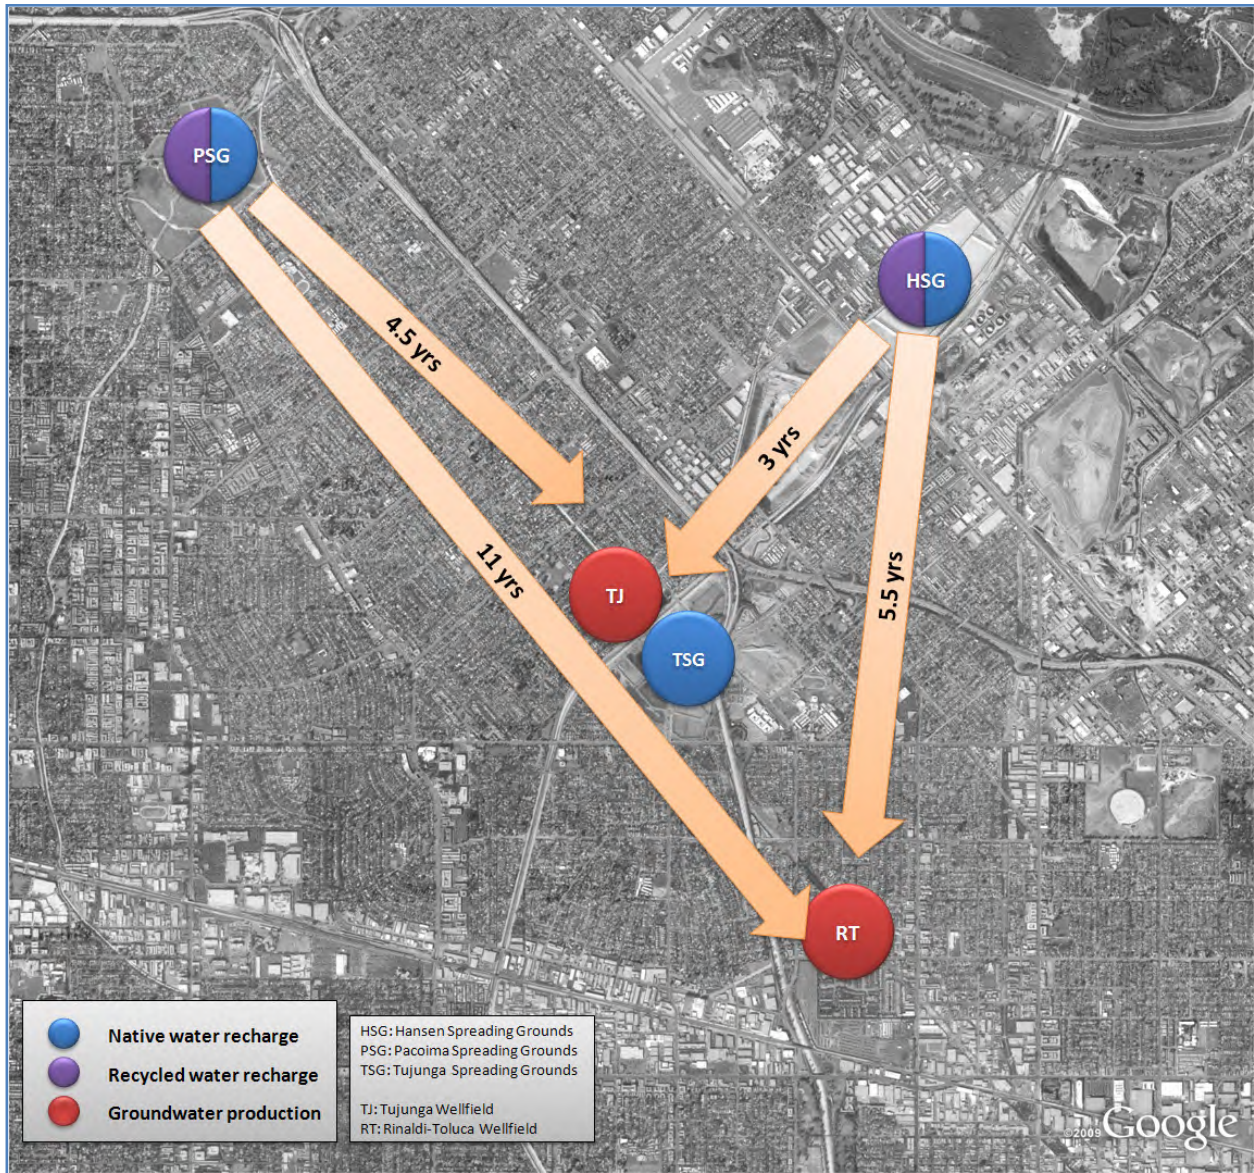 PSG
HSG
4.5 yrs
3 yrs
11 yrs
5.5 yrs
TJ
TSG
RT
Native water recharge
Recycled water recharge
Groundwater production
HSG: Hansen Spreading Grounds
PSG: Pacoima Spreading Grounds
TSG: Tujunga Spreading Grounds
TJ: Tujunga Wellfield
RT: Rinaldi-Toluca Wellfield
©2009 Google